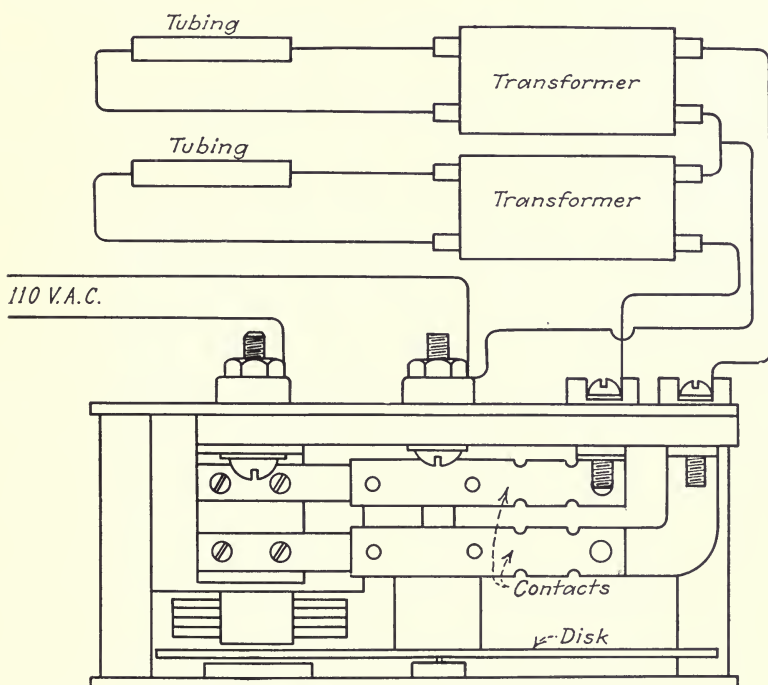 Tubing
Transformer
Tubing
Transformer
110 V.A.C.
Contacts
Disk